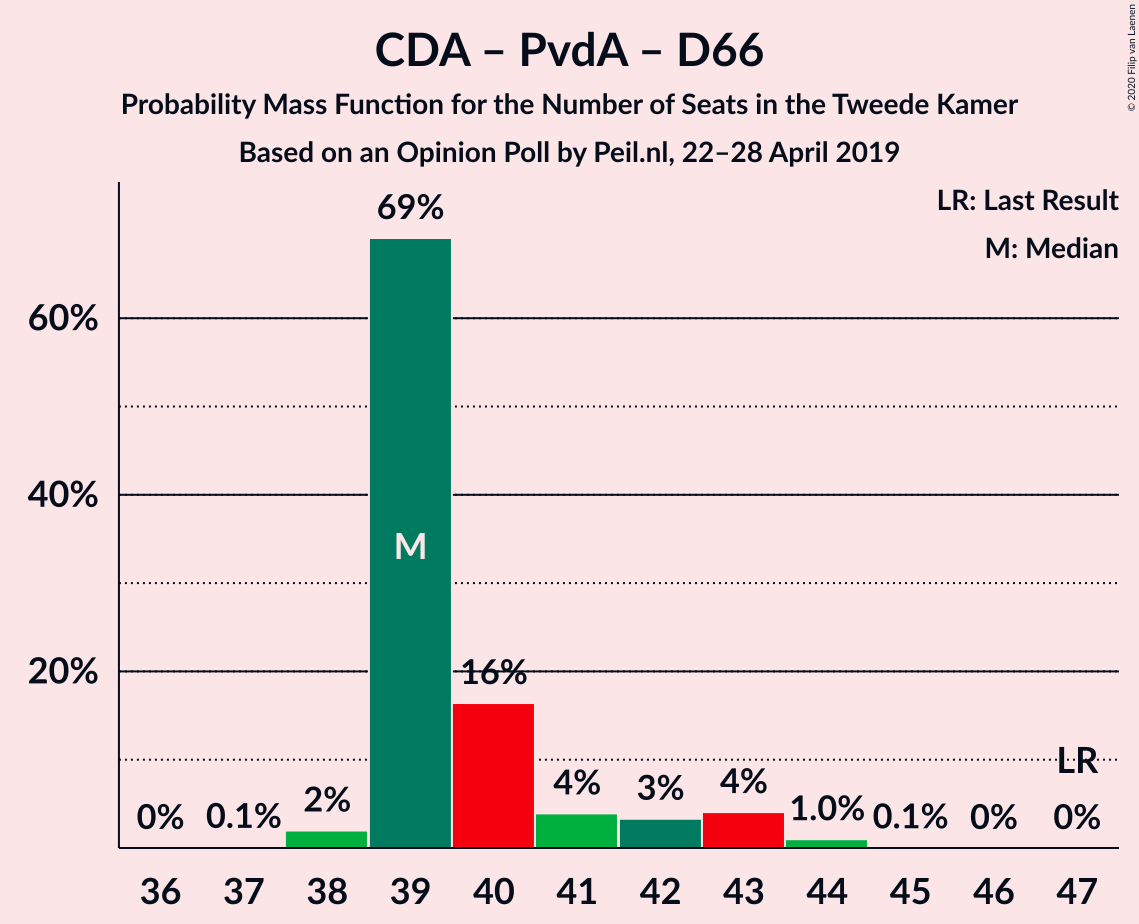 CDA – PvdA – D66
Probability Mass Function for the Number of Seats in the Tweede Kamer
Based on an Opinion Poll by Peil.nl, 22–28 April 2019
© 2020 Filip van Laenen
LR: Last Result
M: Median
60%
40%
20%
0%
0.1%
2%
69%
M
16%
4%
3%
4%
1.0%
0.1%
0%
LR
0%
36 37 38 39 40 41 42 43 44 45 46 47